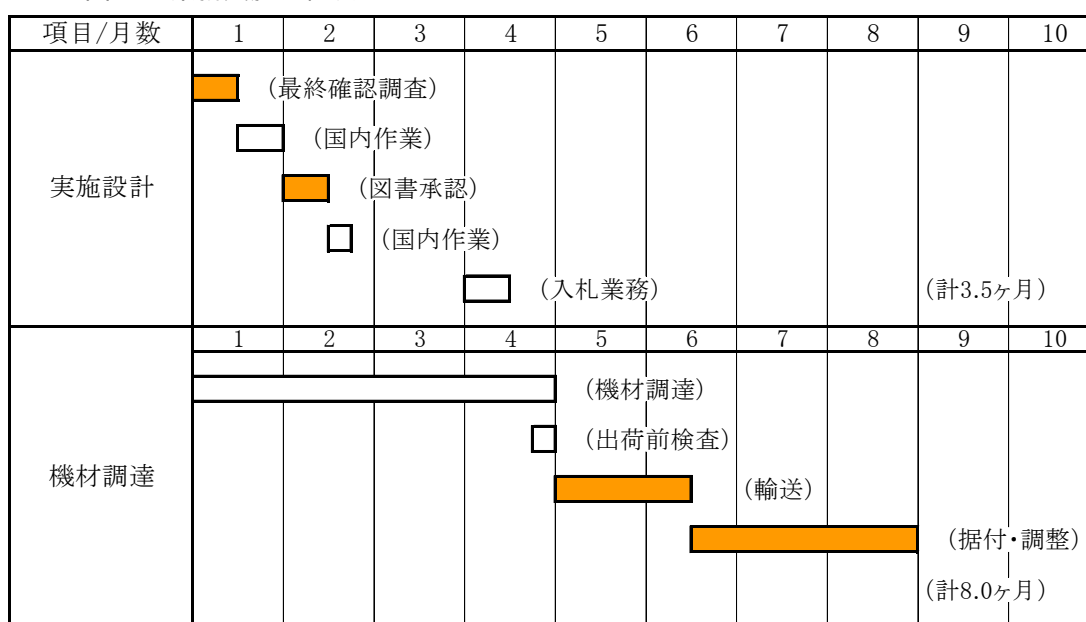 項目/月数 1 2 3 4 5 6 7 8 9 10
(最終確認調査)
(国内作業)
実施設計 (図書承認)
(国内作業)
(入札業務) (計3.5ヶ月)
1 2 3 4 5 6 7 8 9 10
(機材調達)
(出荷前検査)
機材調達 (輸送)
(据付・調整)
(計8.0ヶ月)